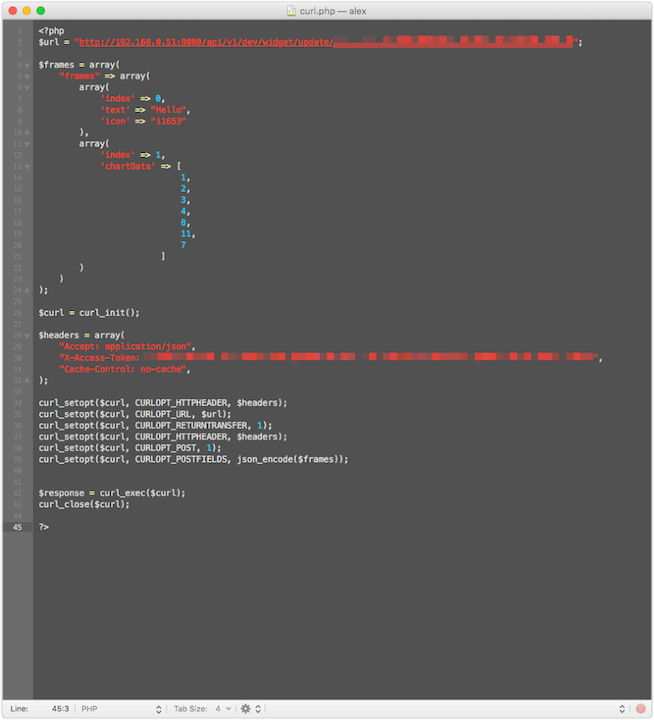 curl.php — alex
1 <?php
2 $url = "http://192.168.0.51:8080/api/v1/dev/widget/update/";
3
4 $frames = array(
5 "frames" => array(
6 array(
7 'index' => 0,
8 'text' => "Hello",
9 'icon' => "i1653"
10 ),
11 array(
12 'index' => 1,
13 'chartData' => [
14 1,
15 2,
16 3,
17 4,
18 8,
19 11,
20 7
21 ]
22 )
23 )
24 );
25
26 $curl = curl_init();
27
28 $headers = array(
29 "Accept: application/json",
30 "X-Access-Token: ",
31 "Cache-Control: no-cache",
32 );
33
34 curl_setopt($curl, CURLOPT_HTTPHEADER, $headers);
35 curl_setopt($curl, CURLOPT_URL, $url);
36 curl_setopt($curl, CURLOPT_RETURNTRANSFER, 1);
37 curl_setopt($curl, CURLOPT_HTTPHEADER, $headers);
38 curl_setopt($curl, CURLOPT_POST, 1);
39 curl_setopt($curl, CURLOPT_POSTFIELDS, json_encode($frames));
40
41
42 $response = curl_exec($curl);
43 curl_close($curl);
44
45 ?>
Line: 45:3 PHP Tab Size: 4